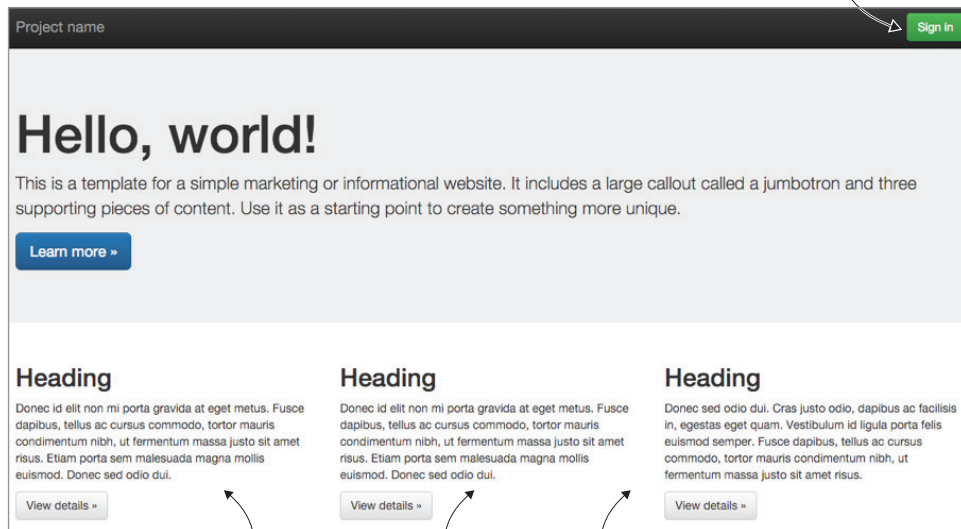 Project name
Sign in
Hello, world!
This is a template for a simple marketing or informational website. It includes a large callout called a jumbotron and three
supporting pieces of content. Use it as a starting point to create something more unique.
Learn more »
Heading
Donec id elit non mi porta gravida at eget metus. Fusce
dapibus, tellus ac cursus commodo, tortor mauris
condimentum nibh, ut fermentum massa justo sit amet
risus. Etiam porta sem malesuada magna mollis
euismod. Donec sed odio dui.
View details »
Heading
Donec id elit non mi porta gravida at eget metus. Fusce
dapibus, tellus ac cursus commodo, tortor mauris
condimentum nibh, ut fermentum massa justo sit amet
risus. Etiam porta sem malesuada magna mollis
euismod. Donec sed odio dui.
View details »
Heading
Donec sed odio dui. Cras justo odio, dapibus ac facilisis
in, egestas eget quam. Vestibulum id ligula porta felis
euismod semper. Fusce dapibus, tellus ac cursus
commodo, tortor mauris condimentum nibh, ut
fermentum massa justo sit amet risus.
View details »